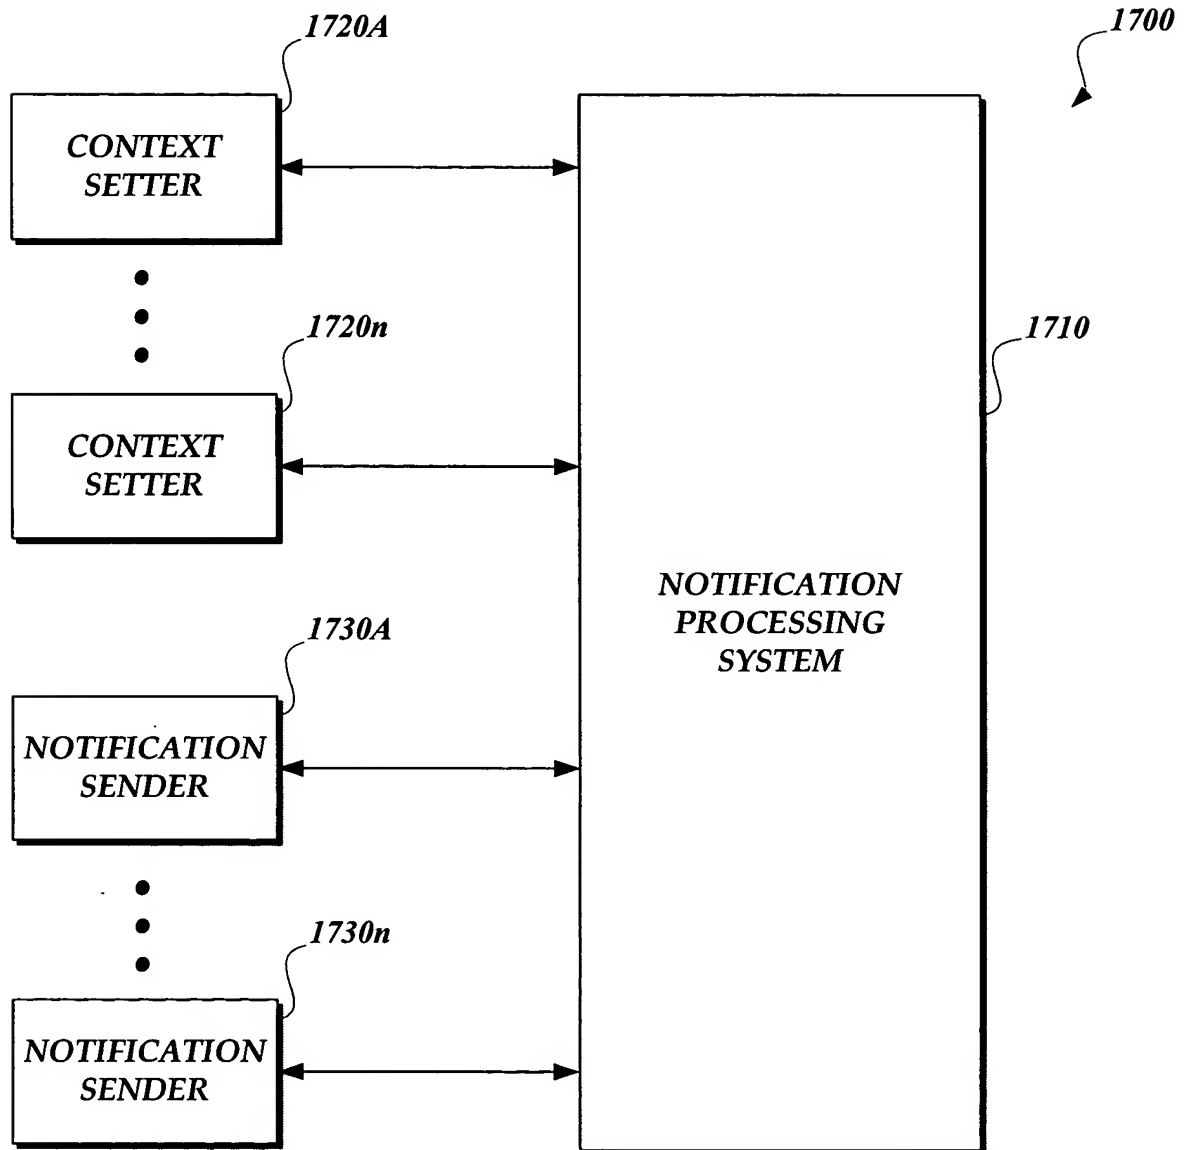 1720A
1700
CONTEXT
SETTER
1720n
1710
CONTEXT
SETTER
NOTIFICATION
PROCESSING
SYSTEM
1730A
NOTIFICATION
SENDER
1730n
NOTIFICATION
SENDER